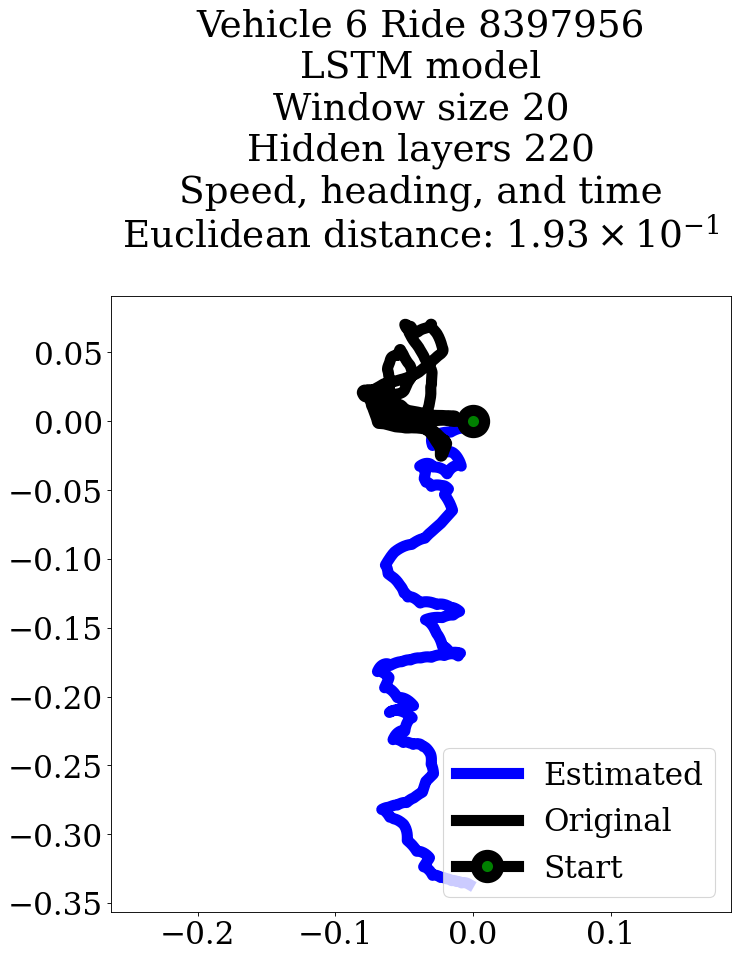 Vehicle 6 Ride 8397956
LSTM model
Window size 20
Hidden layers 220
Speed, heading, and time
Euclidean distance: 1.93 × 10⁻¹
0.05
0.00
−0.05
−0.10
−0.15
−0.20
−0.25
−0.30
−0.35
Estimated
Original
Start
−0.2 −0.1 0.0 0.1